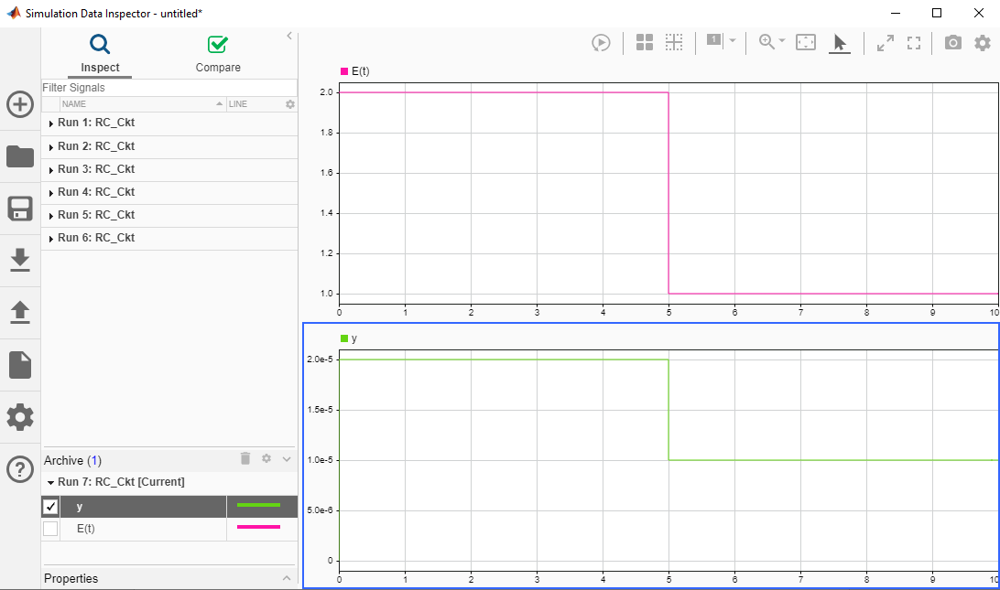 Simulation Data Inspector - untitled*
Inspect
Compare
Filter Signals
NAME
LINE
Run 1: RC_Ckt
Run 2: RC_Ckt
Run 3: RC_Ckt
Run 4: RC_Ckt
Run 5: RC_Ckt
Run 6: RC_Ckt
Archive (1)
Run 7: RC_Ckt [Current]
y
E(t)
Properties
1
E(t)
2.0
1.8
1.6
1.4
1.2
1.0
0 1 2 3 4 5 6 7 8 9 10
y
2.0e-5
1.5e-5
1.0e-5
5.0e-6
0
0 1 2 3 4 5 6 7 8 9 10